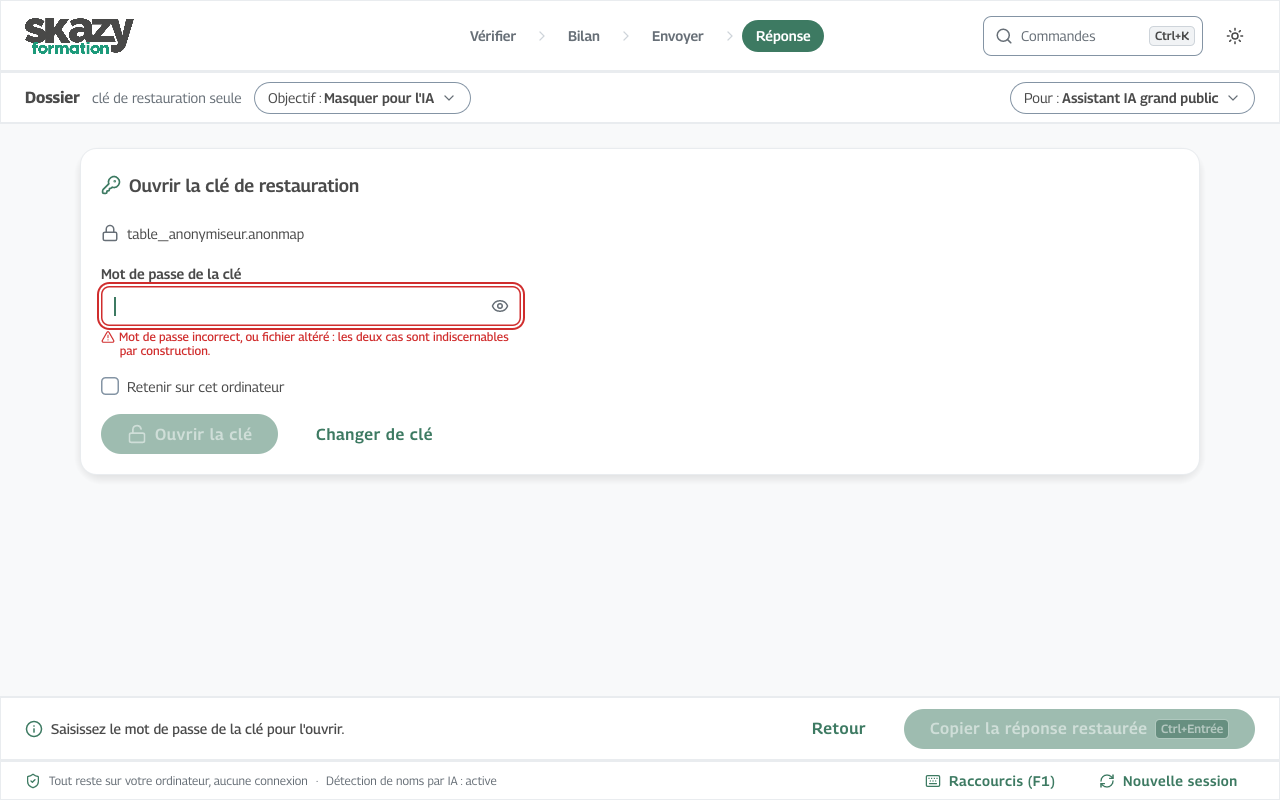 skazy
formation
Vérifier
Bilan
Envoyer
Réponse
Commandes
Ctrl+K
Dossier
clé de restauration seule
Objectif : Masquer pour l'IA
Pour : Assistant IA grand public
Ouvrir la clé de restauration
table_anonymiseur.anonmap
Mot de passe de la clé
Mot de passe incorrect, ou fichier altéré : les deux cas sont indiscernables
par construction.
Retenir sur cet ordinateur
Ouvrir la clé
Changer de clé
Saisissez le mot de passe de la clé pour l'ouvrir.
Retour
Copier la réponse restaurée
Ctrl+Entrée
Tout reste sur votre ordinateur, aucune connexion · Détection de noms par IA : active
Raccourcis (F1)
Nouvelle session